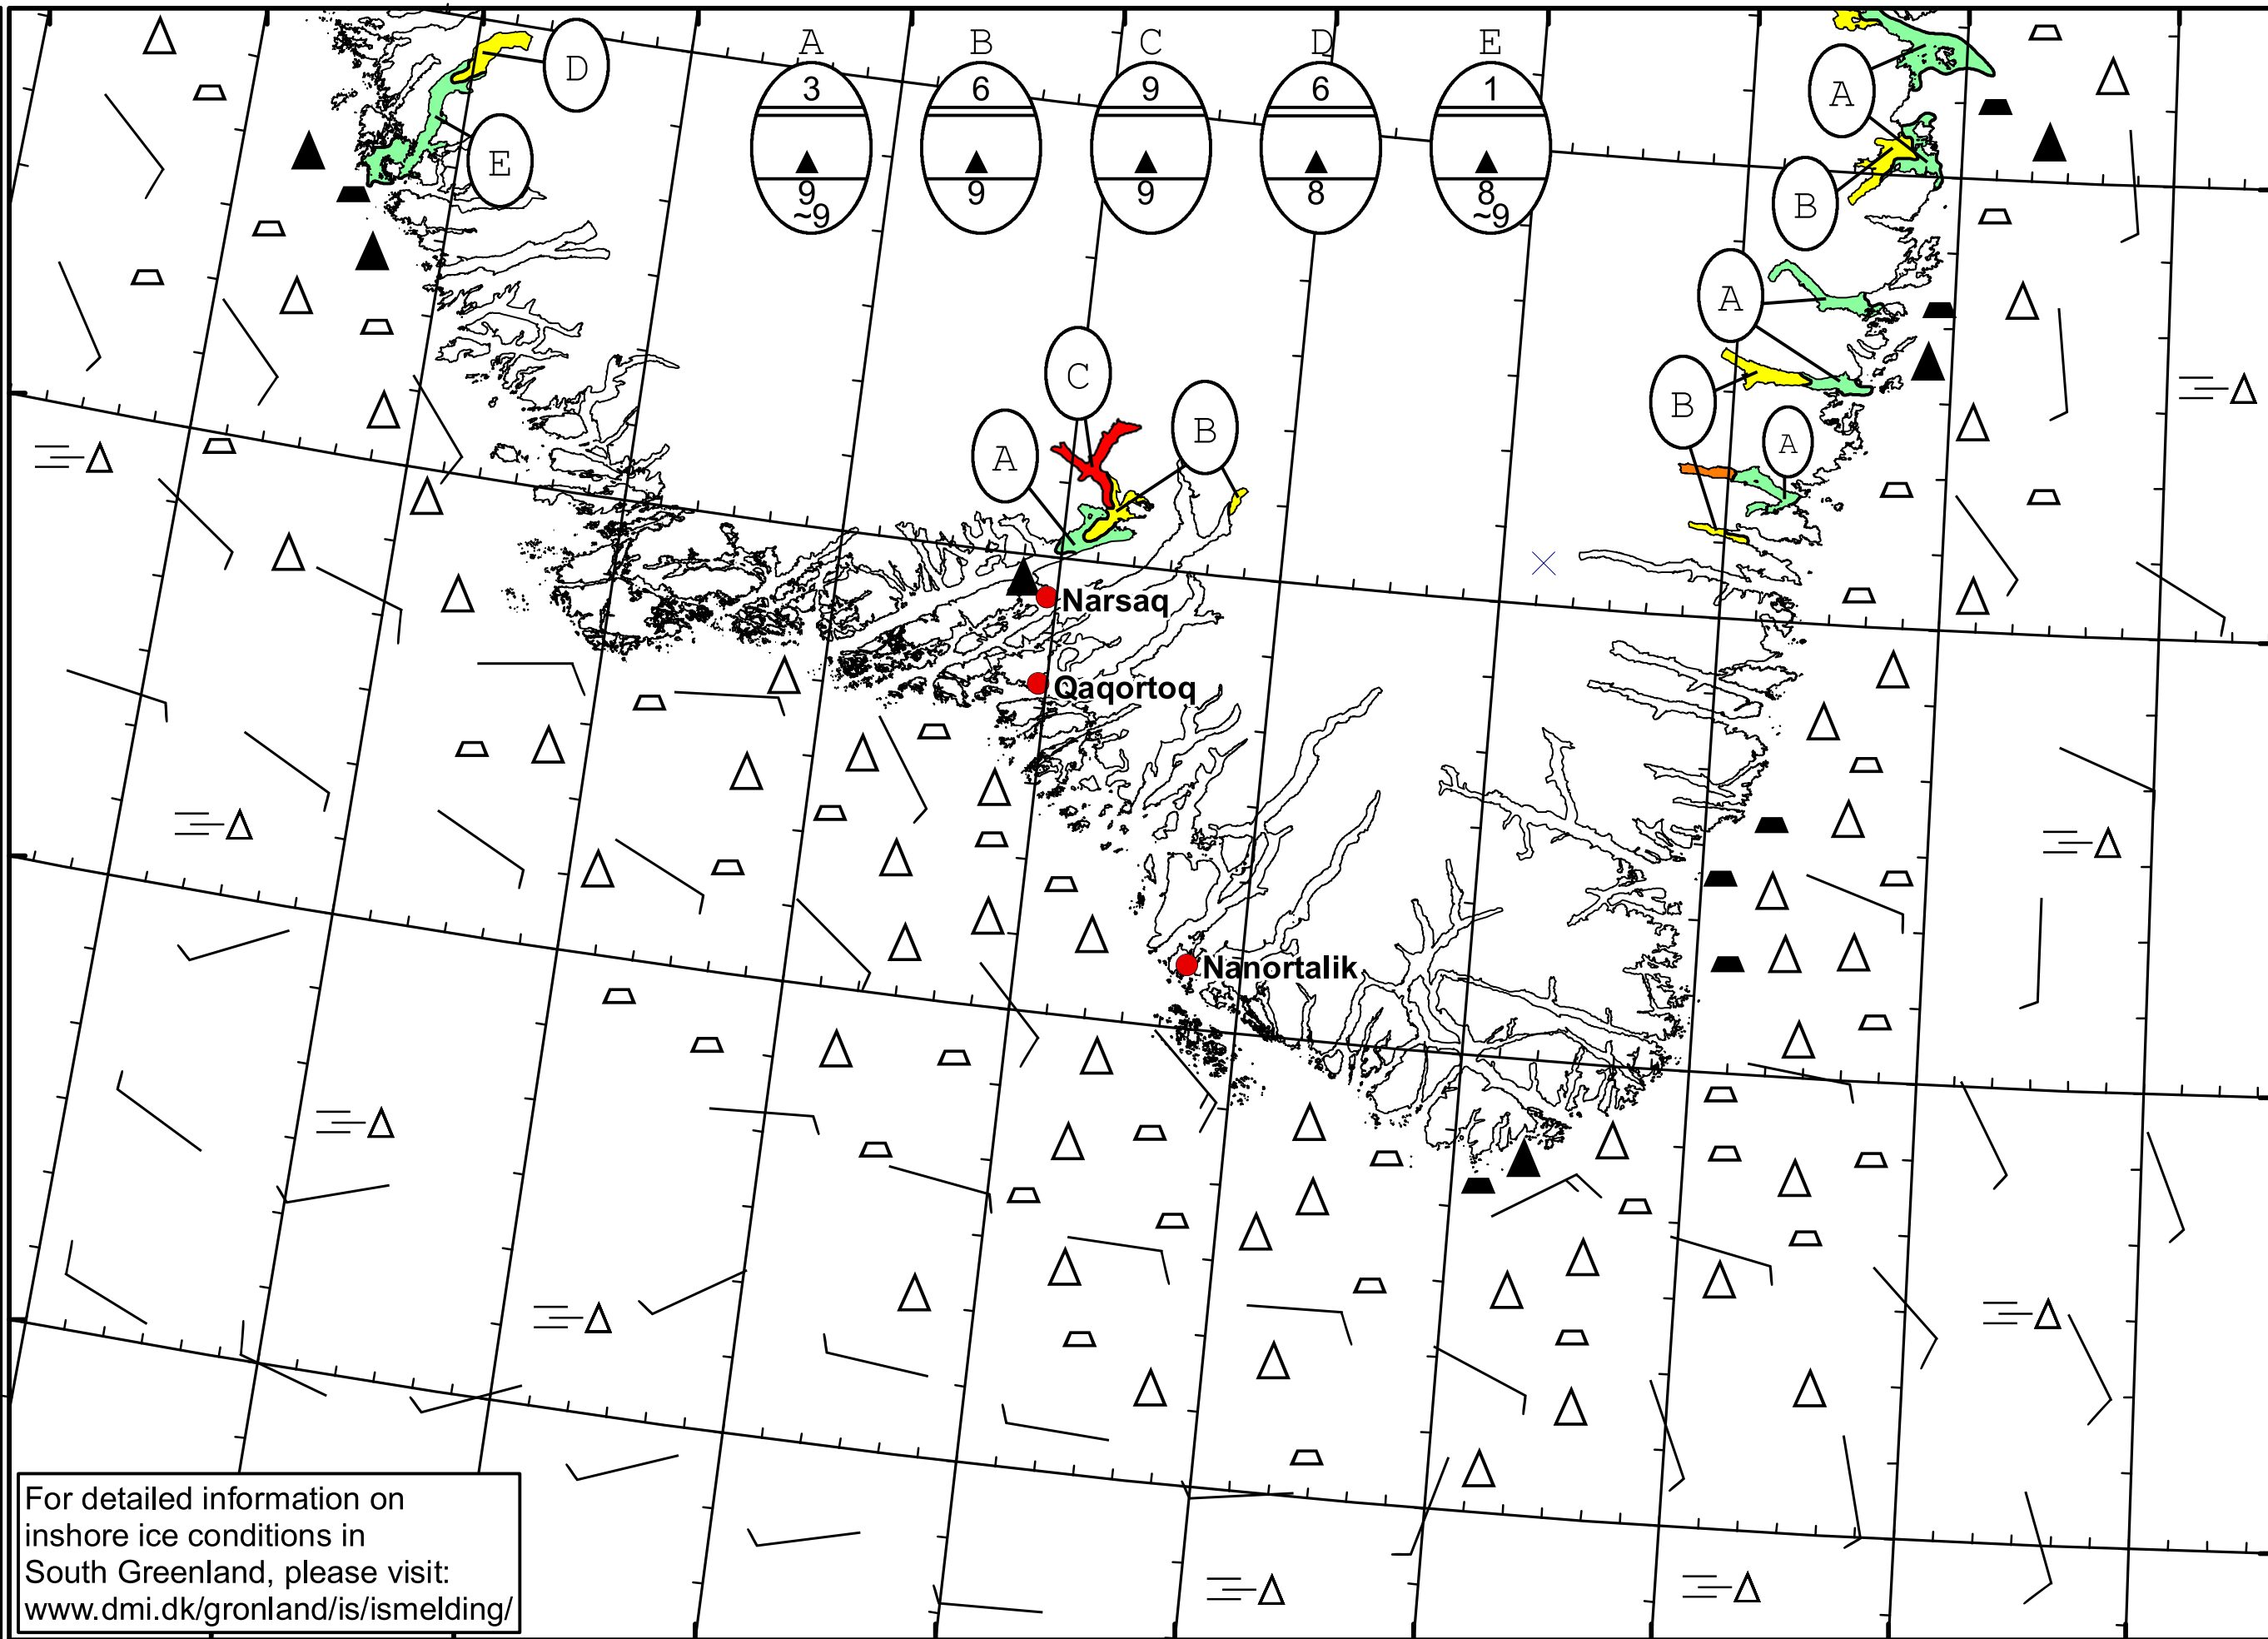 A B C D E
3 6 9 6 1
9 9 9 8 8
~9 ~9
D
E
A
B
A
B
A
C
A
B
Narsaq
Qaqortoq
Nanortalik
For detailed information on
inshore ice conditions in
South Greenland, please visit:
www.dmi.dk/gronland/is/ismelding/